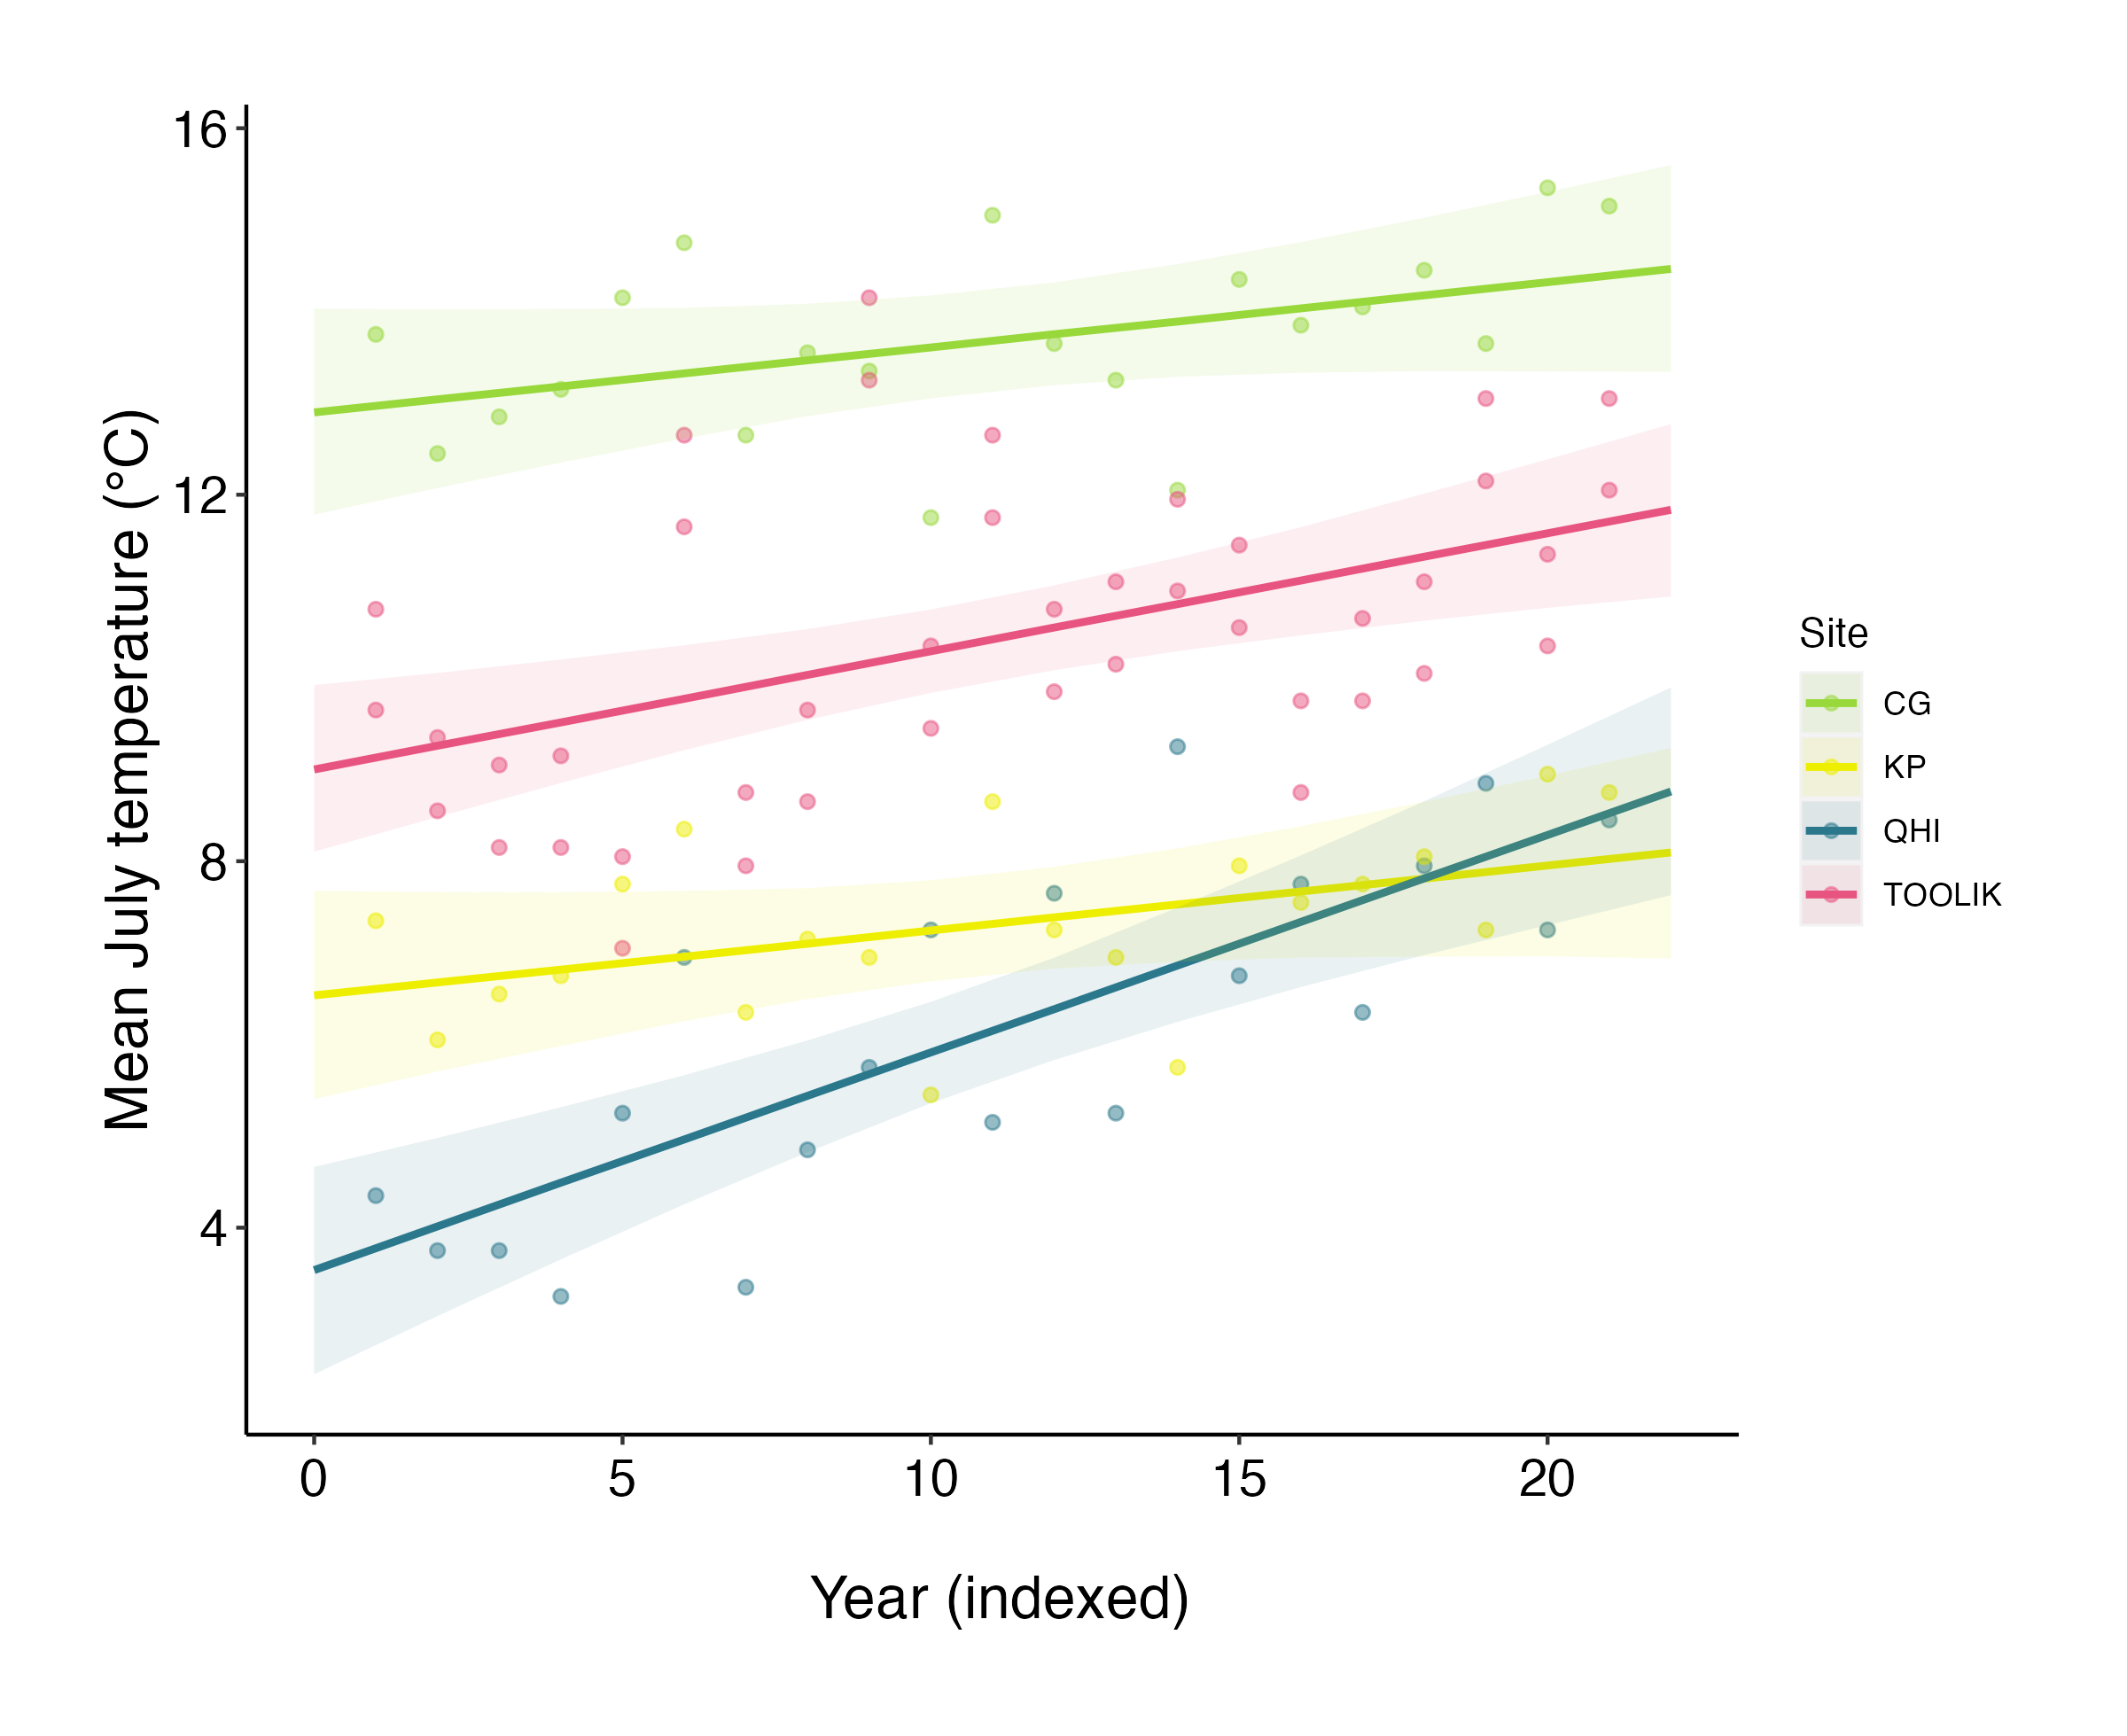 Mean July temperature (°C)
16
12
8
4
0 5 10 15 20
Year (indexed)
Site
CG
KP
QHI
TOOLIK